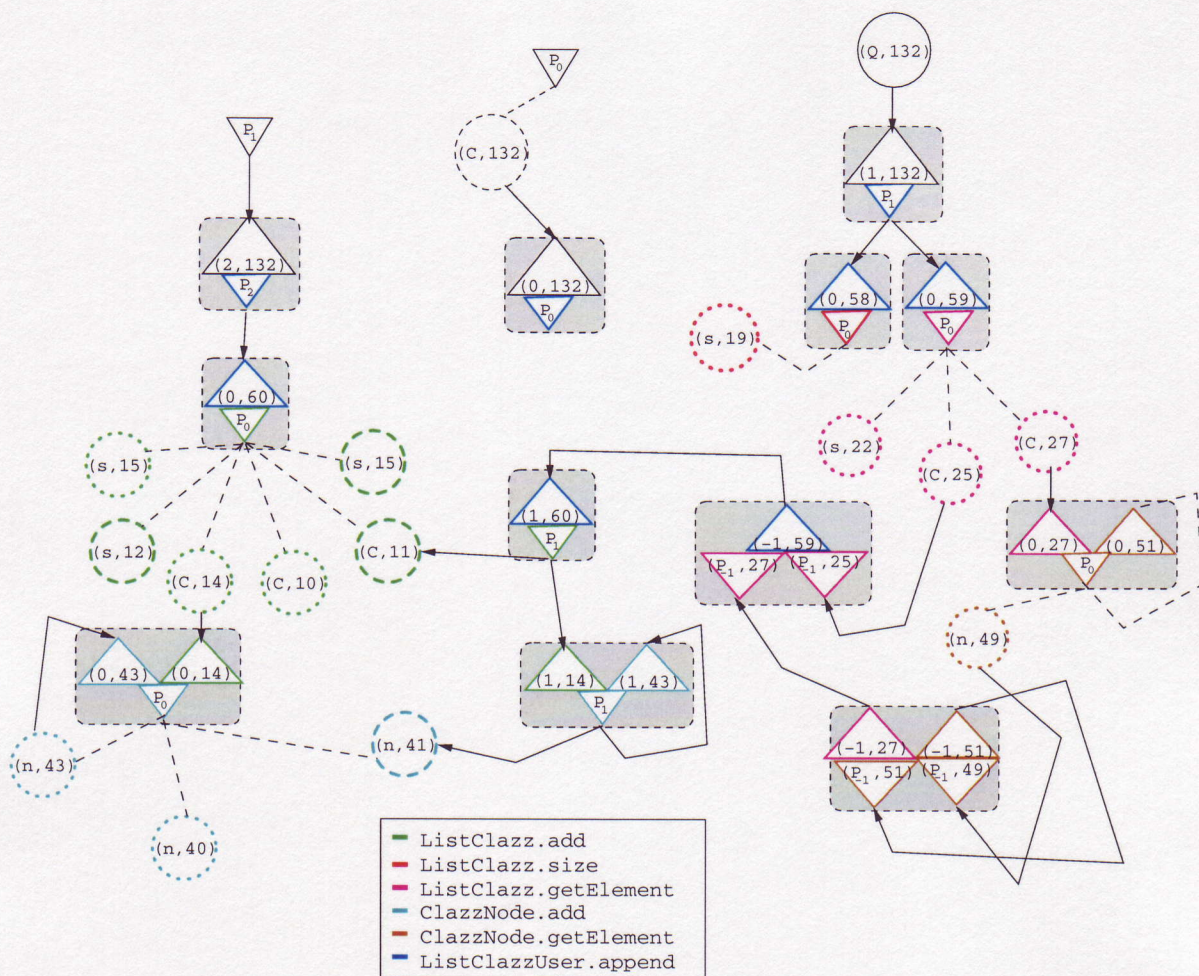 (Q,132)
P0
P1
(C,132)
(1,132)
P1
(2,132)
P2
(0,132)
P0
(0,58)
P0
(0,59)
P0
(s,19)
(0,60)
P0
(s,15)
(s,15)
(s,22)
(C,25)
(C,27)
(s,12)
(C,14)
(C,10)
(C,11)
(1,60)
P1
(-1,59)
(P-1,27)
(P-1,25)
(0,27)
(0,51)
P0
(n,49)
(0,43)
(0,14)
P0
(1,14)
(1,43)
P1
(n,43)
(n,41)
(n,40)
(-1,27)
(-1,51)
(P-1,51)
(P-1,49)
ListClazz.add
ListClazz.size
ListClazz.getElement
ClazzNode.add
ClazzNode.getElement
ListClazzUser.append